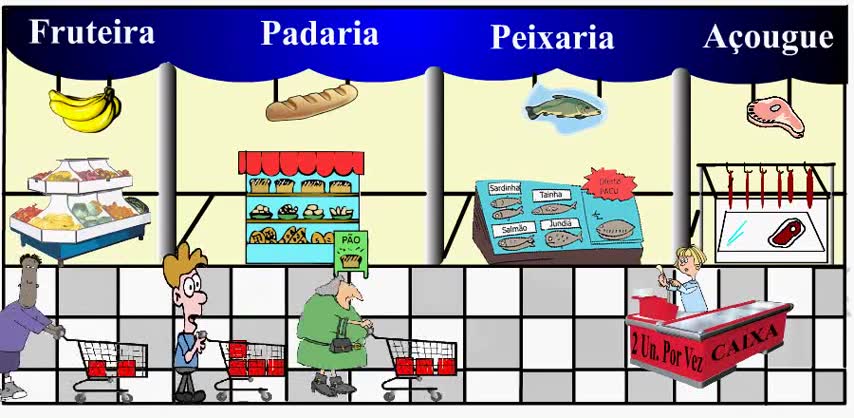 Fruteira
Padaria
Peixaria
Açougue
Sardinha
Tainha
Oferta
PACU
Salmão
Jundiá
PÃO
2 Un. Por Vez
CAIXA